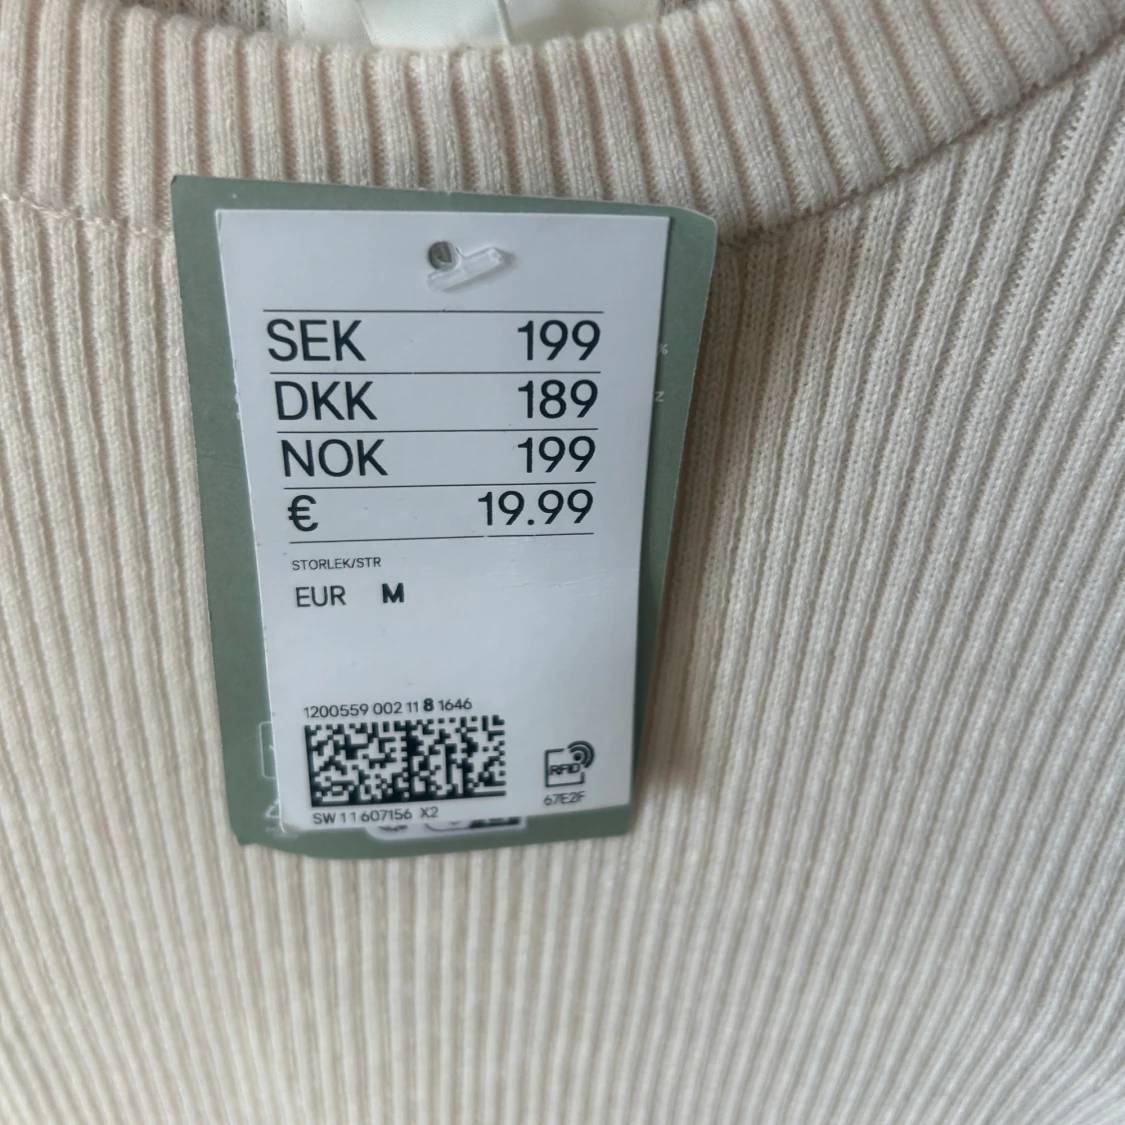 SEK 199
DKK 189
NOK 199
€ 19.99
STORLEK/STR
EUR M
1200559 002 11 8 1646
RFID
67E2F
SW 11 607156 X2
%
Z